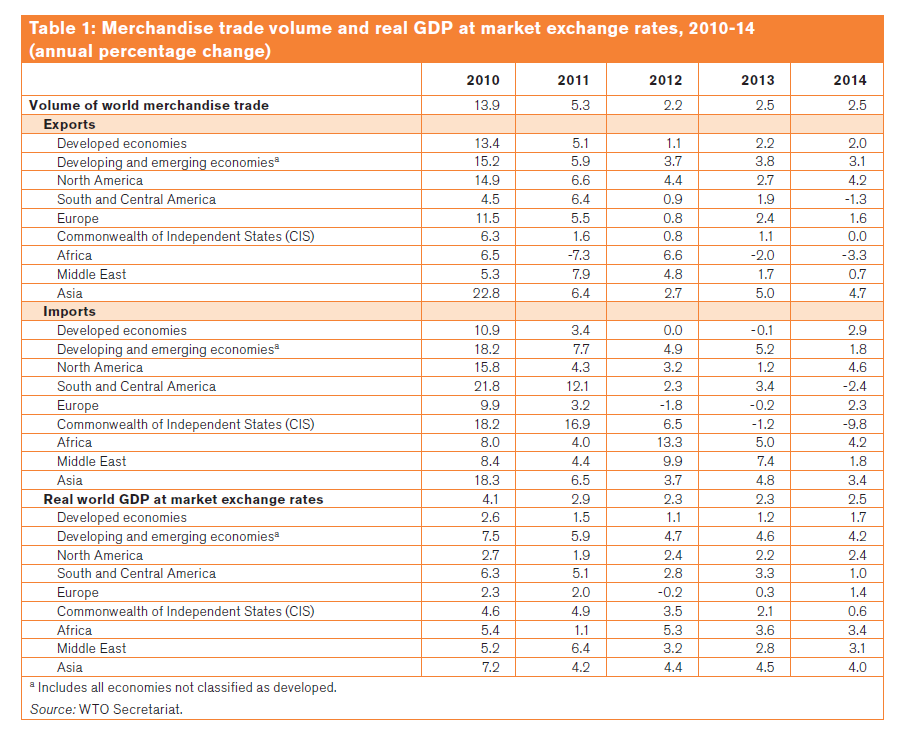 Table 1: Merchandise trade volume and real GDP at market exchange rates, 2010-14
(annual percentage change)
2010 2011 2012 2013 2014
Volume of world merchandise trade 13.9 5.3 2.2 2.5 2.5
Exports
Developed economies 13.4 5.1 1.1 2.2 2.0
Developing and emerging economiesª 15.2 5.9 3.7 3.8 3.1
North America 14.9 6.6 4.4 2.7 4.2
South and Central America 4.5 6.4 0.9 1.9 -1.3
Europe 11.5 5.5 0.8 2.4 1.6
Commonwealth of Independent States (CIS) 6.3 1.6 0.8 1.1 0.0
Africa 6.5 -7.3 6.6 -2.0 -3.3
Middle East 5.3 7.9 4.8 1.7 0.7
Asia 22.8 6.4 2.7 5.0 4.7
Imports
Developed economies 10.9 3.4 0.0 -0.1 2.9
Developing and emerging economiesª 18.2 7.7 4.9 5.2 1.8
North America 15.8 4.3 3.2 1.2 4.6
South and Central America 21.8 12.1 2.3 3.4 -2.4
Europe 9.9 3.2 -1.8 -0.2 2.3
Commonwealth of Independent States (CIS) 18.2 16.9 6.5 -1.2 -9.8
Africa 8.0 4.0 13.3 5.0 4.2
Middle East 8.4 4.4 9.9 7.4 1.8
Asia 18.3 6.5 3.7 4.8 3.4
Real world GDP at market exchange rates 4.1 2.9 2.3 2.3 2.5
Developed economies 2.6 1.5 1.1 1.2 1.7
Developing and emerging economiesª 7.5 5.9 4.7 4.6 4.2
North America 2.7 1.9 2.4 2.2 2.4
South and Central America 6.3 5.1 2.8 3.3 1.0
Europe 2.3 2.0 -0.2 0.3 1.4
Commonwealth of Independent States (CIS) 4.6 4.9 3.5 2.1 0.6
Africa 5.4 1.1 5.3 3.6 3.4
Middle East 5.2 6.4 3.2 2.8 3.1
Asia 7.2 4.2 4.4 4.5 4.0
ª Includes all economies not classified as developed.
Source: WTO Secretariat.